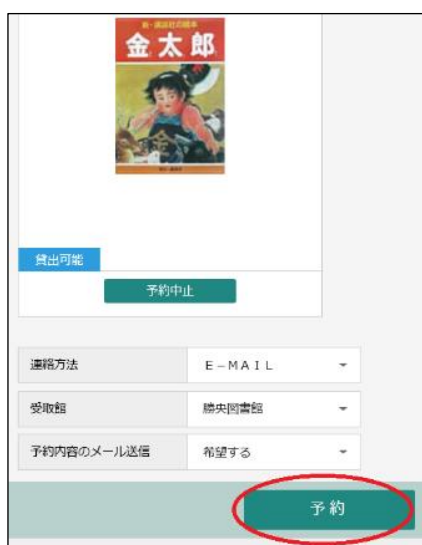 新・講談社の絵本
金太郎
貸出可能
予約中止
連絡方法
E-MAIL
受取館
勝央図書館
予約内容のメール送信
希望する
予約